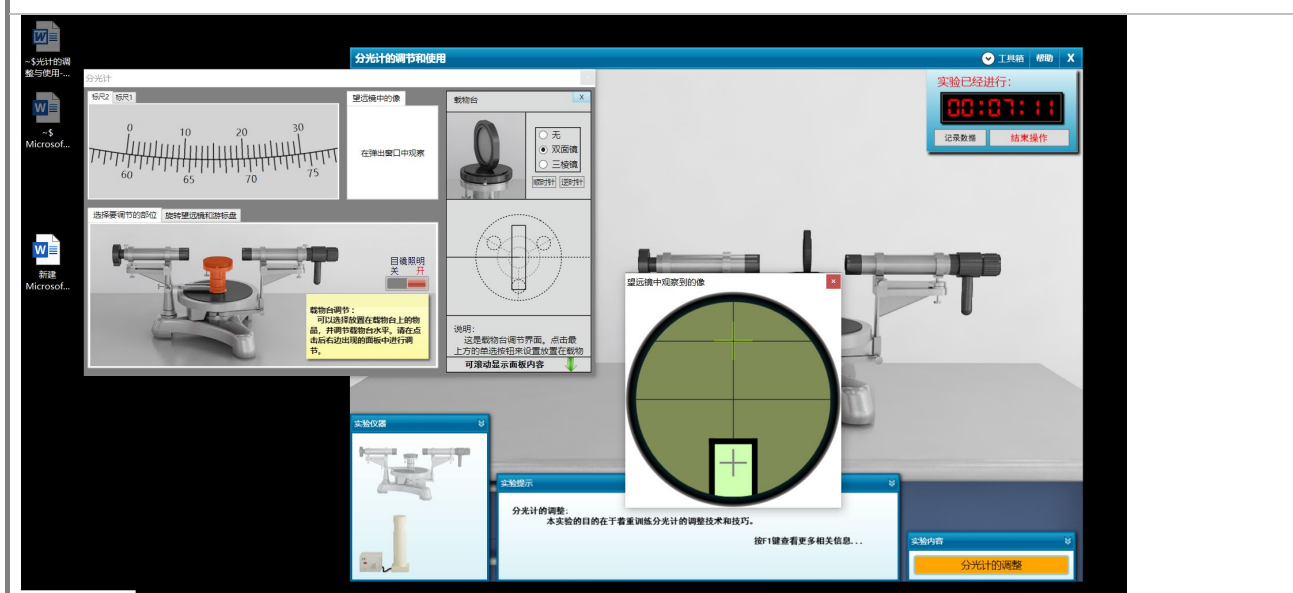 ~$光计的调
整与使用-...
~$
Microsof...
新建
Microsof...
分光计的调节和使用
工具箱 帮助 X
实验已经进行：
00:07:11
记录数据 结束操作
分光计
标尺2 标尺1
0 10 20 30
60 65 70 75
望远镜中的像
在弹出窗口中观察
载物台 X
无
双面镜
三棱镜
顺时针 逆时针
选择要调节的部位 旋转望远镜和游标盘
目镜照明
关 开
载物台调节：
可以选择放置在载物台上的物
品，并调节载物台水平。请在点
击后右边出现的面板中进行调
节。
说明：
这是载物台调节界面，点击最
上方的单选按钮来设置放置在载物
可滚动显示面板内容
望远镜中观察到的像 x
实验仪器
实验提示
分光计的调整：
本实验的目的在于着重训练分光计的调整技术和技巧。
按F1键查看更多相关信息...
实验内容
分光计的调整